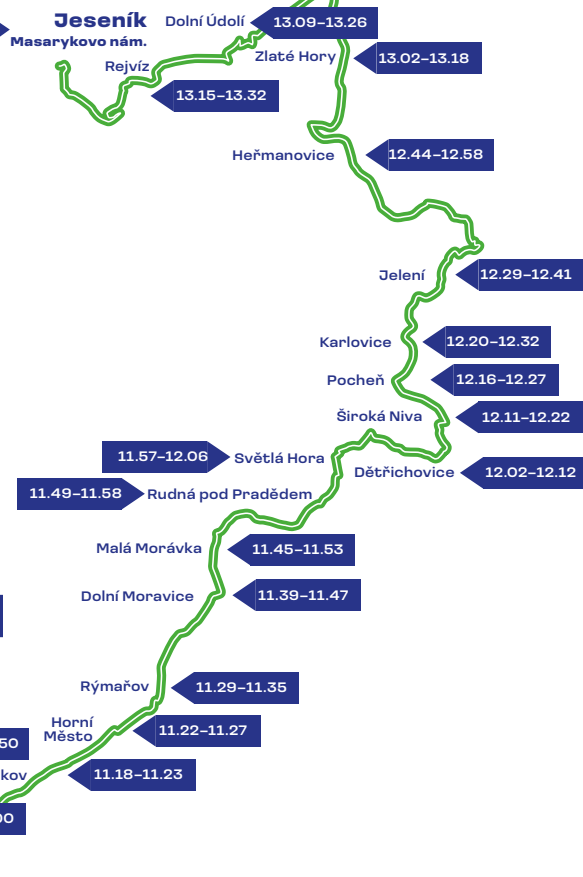 Jeseník
Masarykovo nám.
Dolní Údolí
13.09–13.26
Zlaté Hory
13.02–13.18
Rejvíz
13.15–13.32
Heřmanovice
12.44–12.58
Jelení
12.29–12.41
Karlovice
12.20–12.32
Pocheň
12.16–12.27
Široká Niva
12.11–12.22
11.57–12.06
Světlá Hora
Dětřichovice
12.02–12.12
11.49–11.58
Rudná pod Pradědem
Malá Morávka
11.45–11.53
Dolní Moravice
11.39–11.47
Rýmařov
11.29–11.35
Horní
Město
11.22–11.27
50
kov
11.18–11.23
00